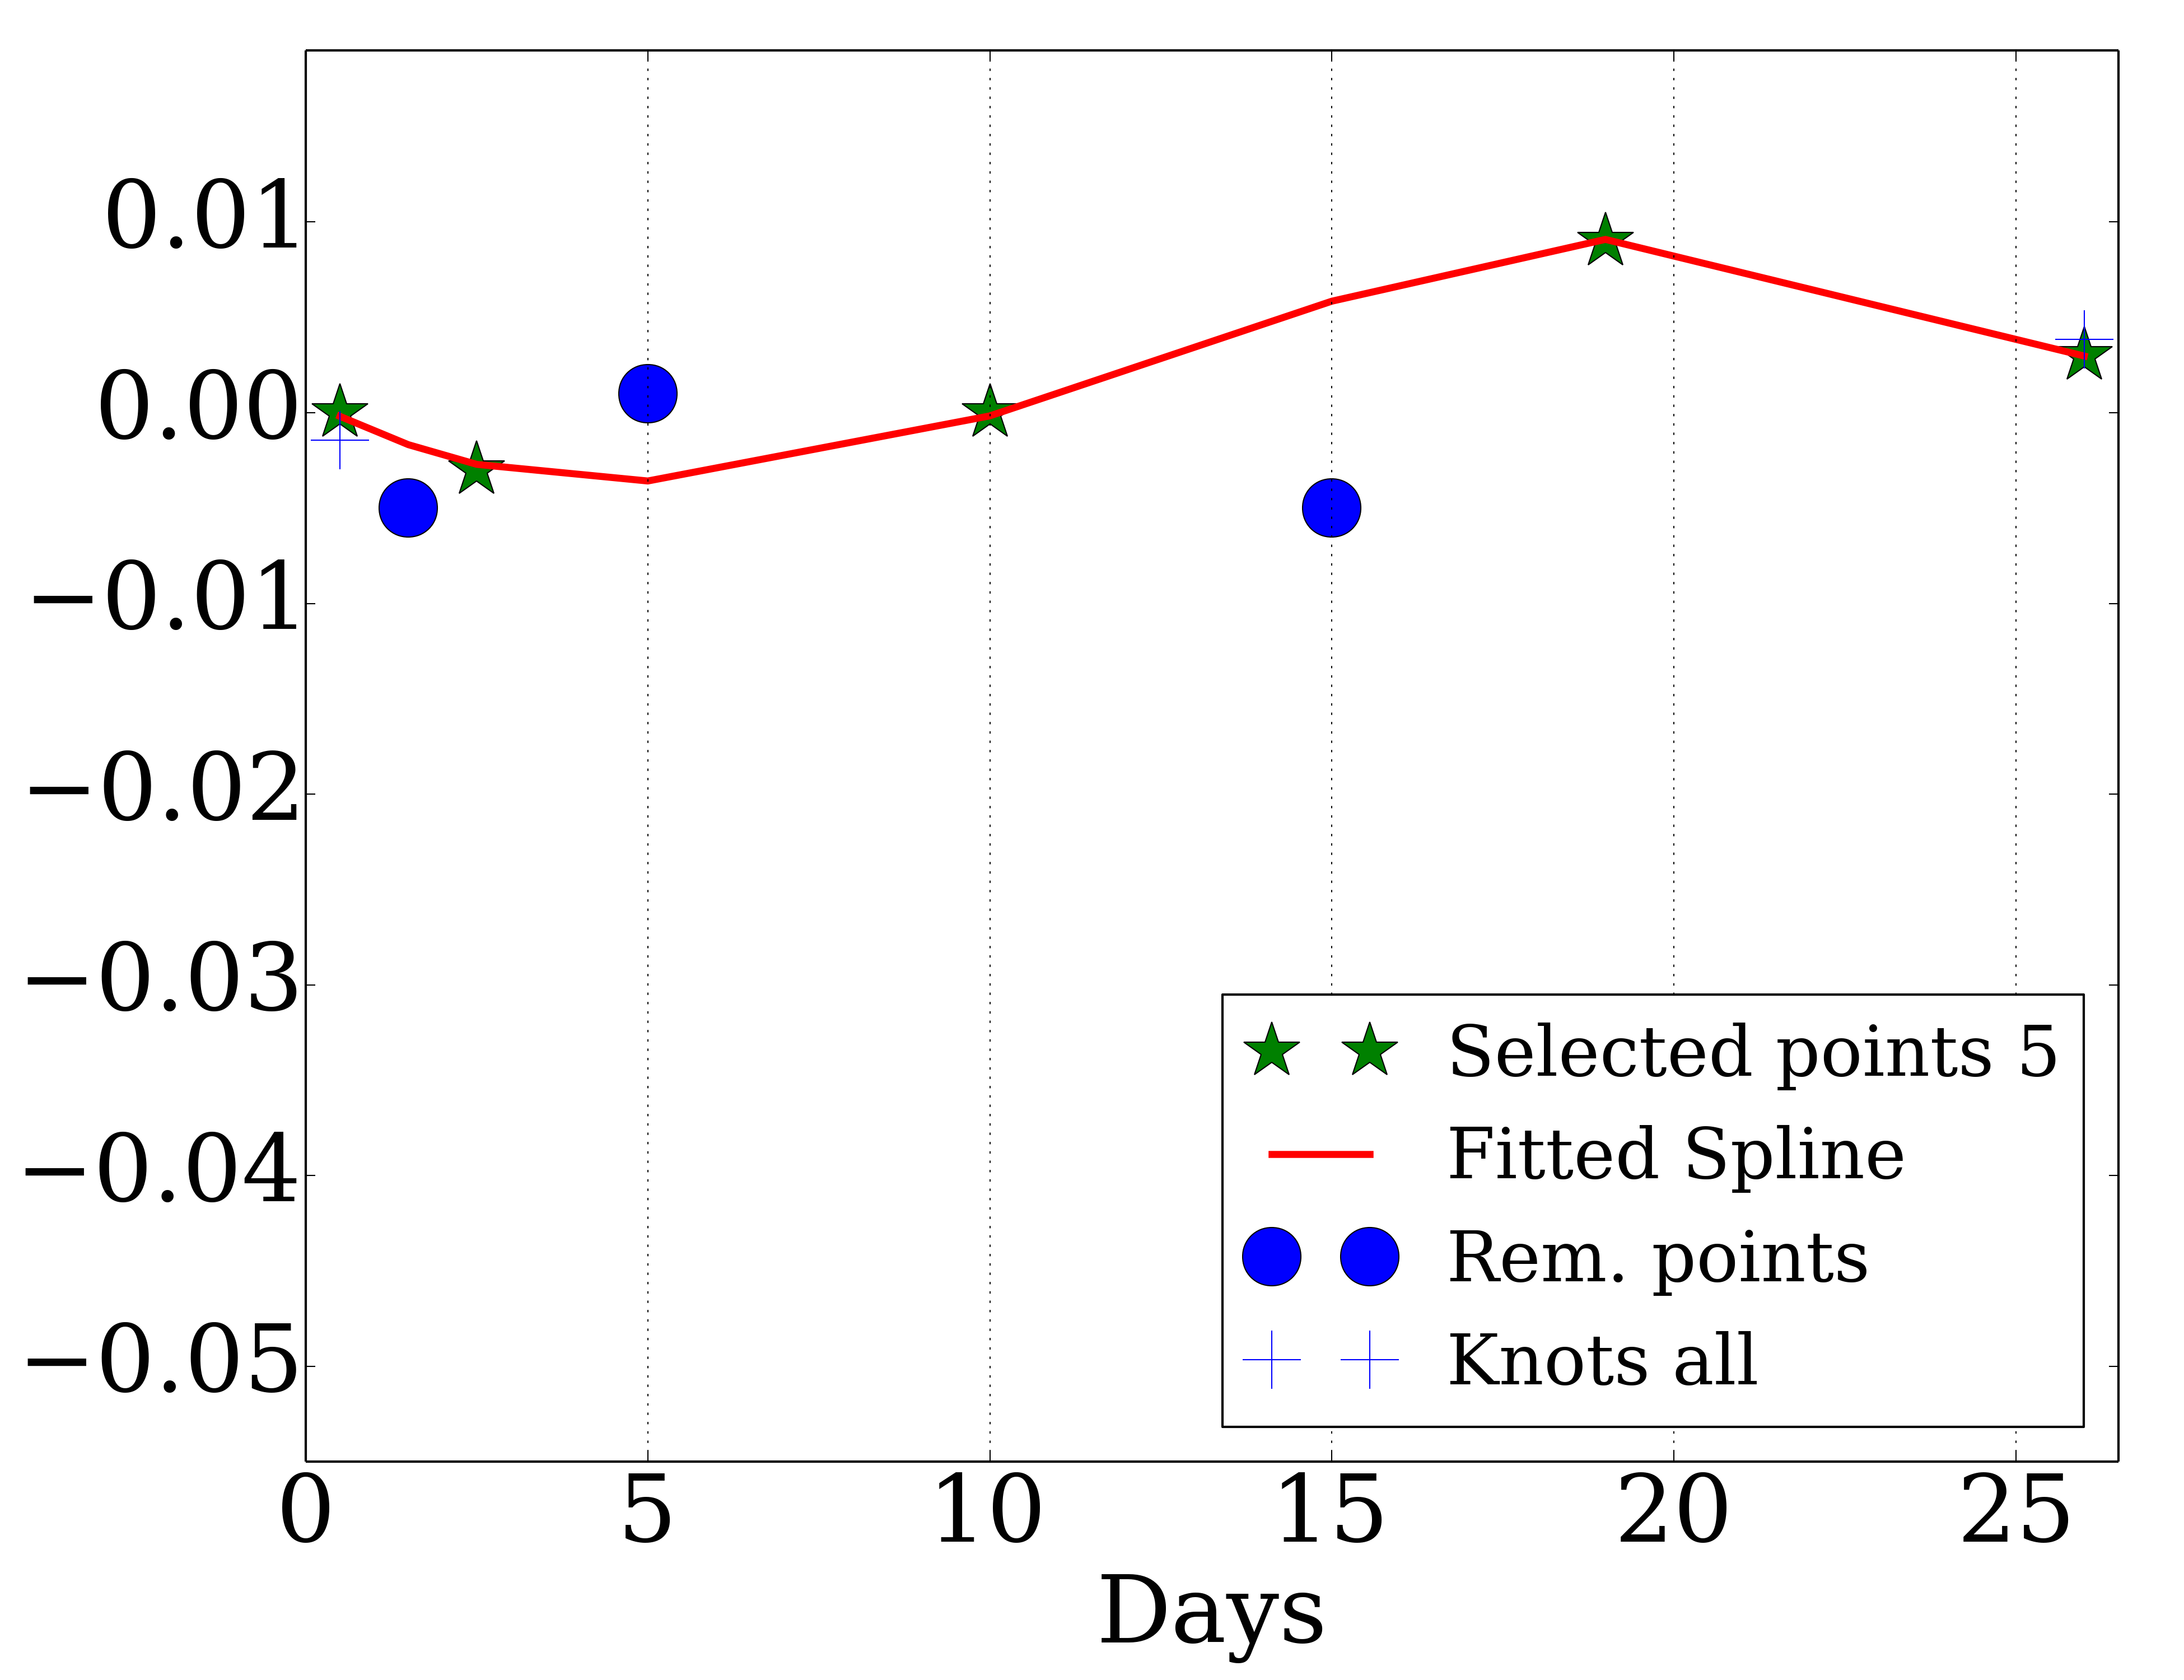 0.01
0.00
−0.01
−0.02
−0.03
−0.04
−0.05
Selected points 5
Fitted Spline
Rem. points
Knots all
0 5 10 15 20 25
Days